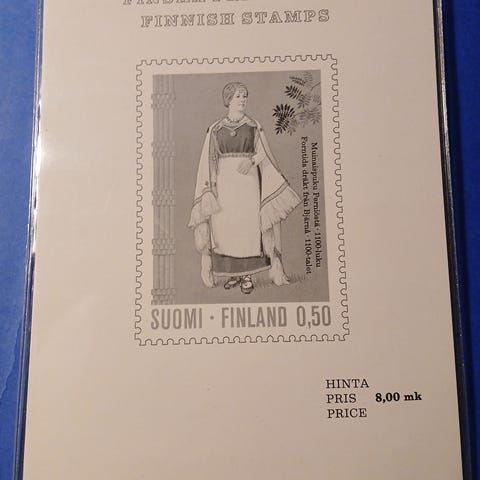 FINNISH STAMPS
Muinaispuku Perniöstä · 1100-luku
Forntida dräkt från Bjärnå · 1100-talet
SUOMI · FINLAND 0,50
HINTA
PRIS 8,00 mk
PRICE